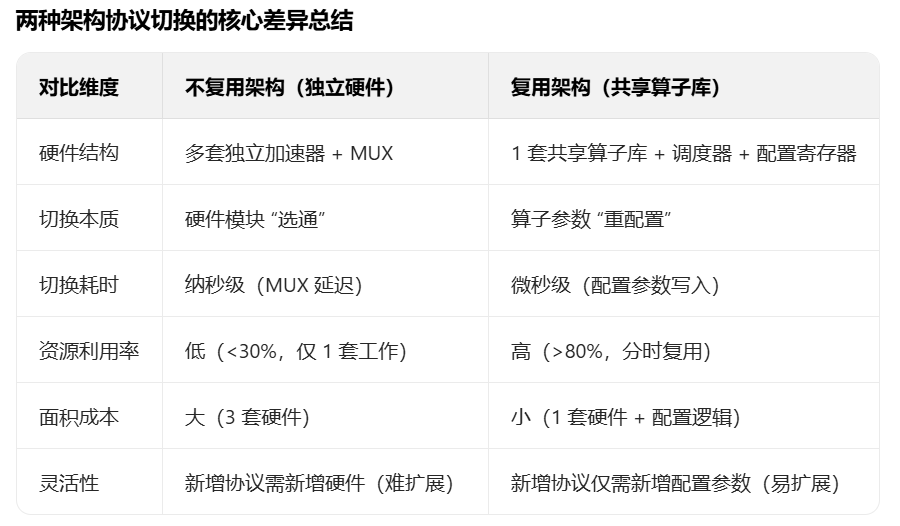 两种架构协议切换的核心差异总结
对比维度 不复用架构（独立硬件） 复用架构（共享算子库）
硬件结构 多套独立加速器 + MUX 1 套共享算子库 + 调度器 + 配置寄存器
切换本质 硬件模块 “选通” 算子参数 “重配置”
切换耗时 纳秒级（MUX 延迟） 微秒级（配置参数写入）
资源利用率 低（<30%，仅 1 套工作） 高（>80%，分时复用）
面积成本 大（3 套硬件） 小（1 套硬件 + 配置逻辑）
灵活性 新增协议需新增硬件（难扩展） 新增协议仅需新增配置参数（易扩展）